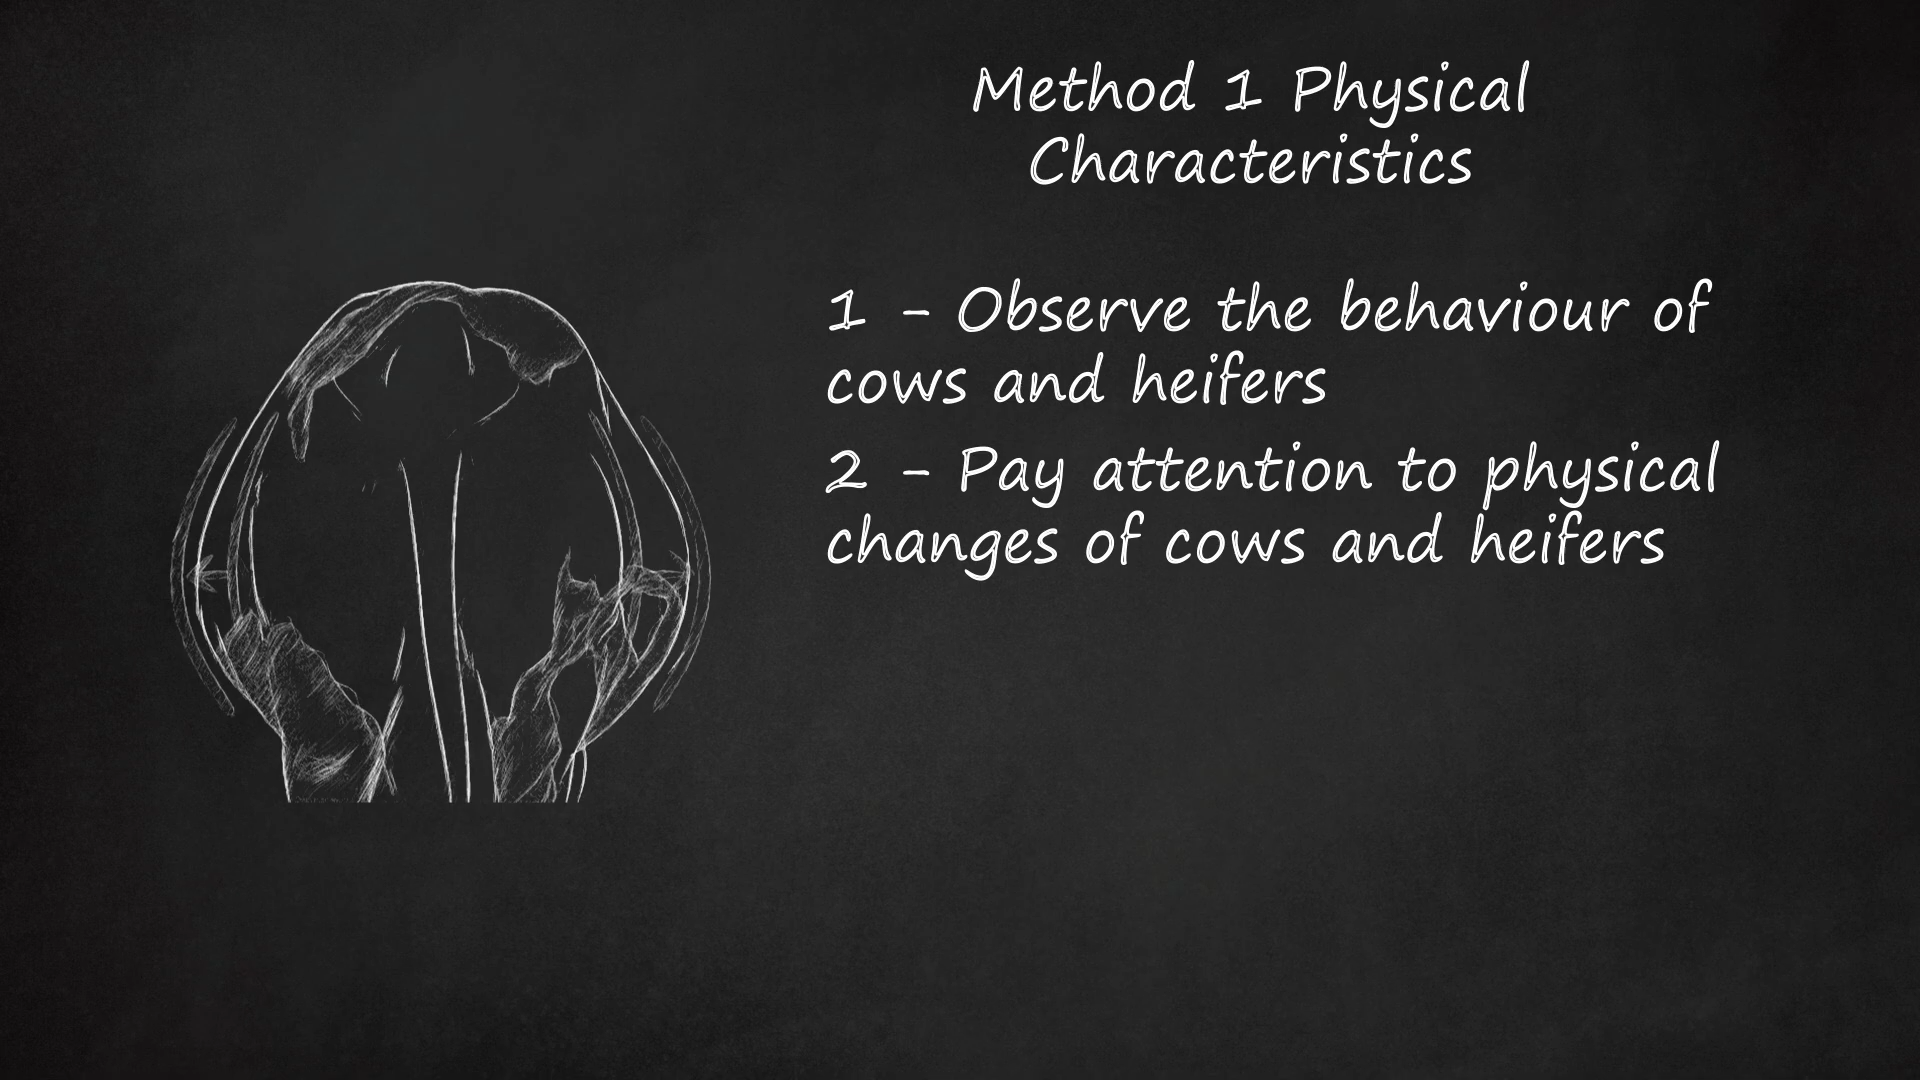 Method 1 Physical
Characteristics
1 - Observe the behaviour of
cows and heifers
2 - Pay attention to physical
changes of cows and heifers